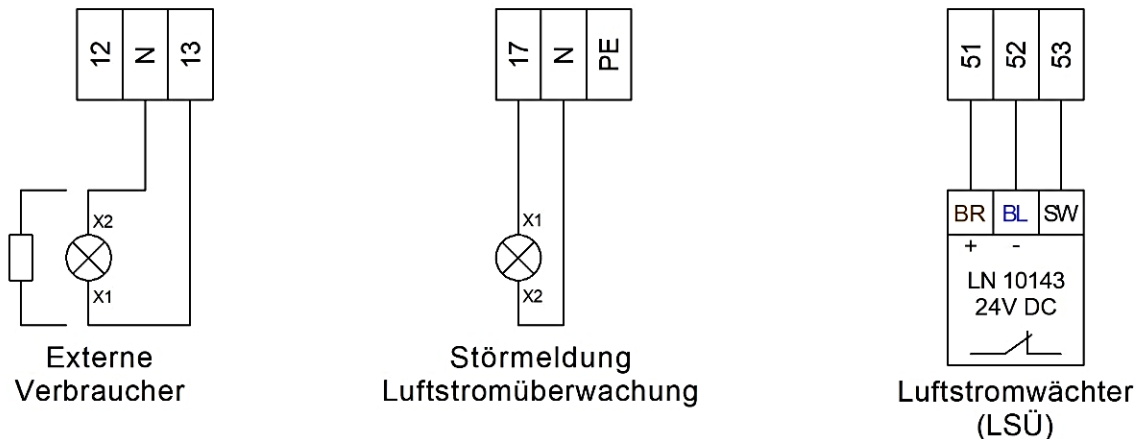 12 N 13
X2
X1
Externe
Verbraucher
17 N PE
X1
X2
Störmeldung
Luftstromüberwachung
51 52 53
BR BL SW
+ -
LN 10143
24V DC
Luftstromwächter
(LSÜ)